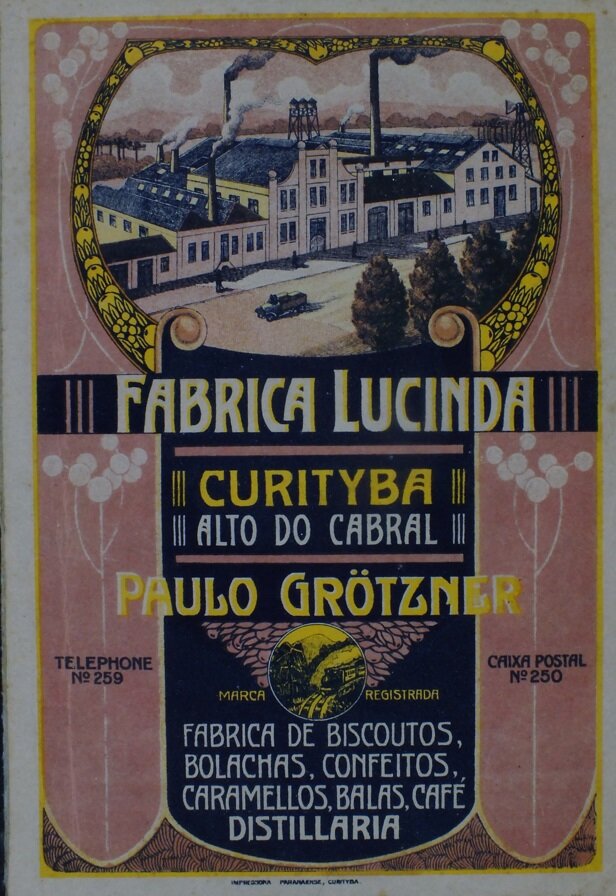 FABRICA LUCINDA
CURITYBA
ALTO DO CABRAL
PAULO GRÖTZNER
TELEPHONE
Nº 259
CAIXA POSTAL
Nº 250
MARCA REGISTRADA
FABRICA DE BISCOUTOS,
BOLACHAS, CONFEITOS,
CARAMELLOS, BALAS, CAFÉ
DISTILLARIA
IMPRESSORA PARANAENSE, CURITYBA.